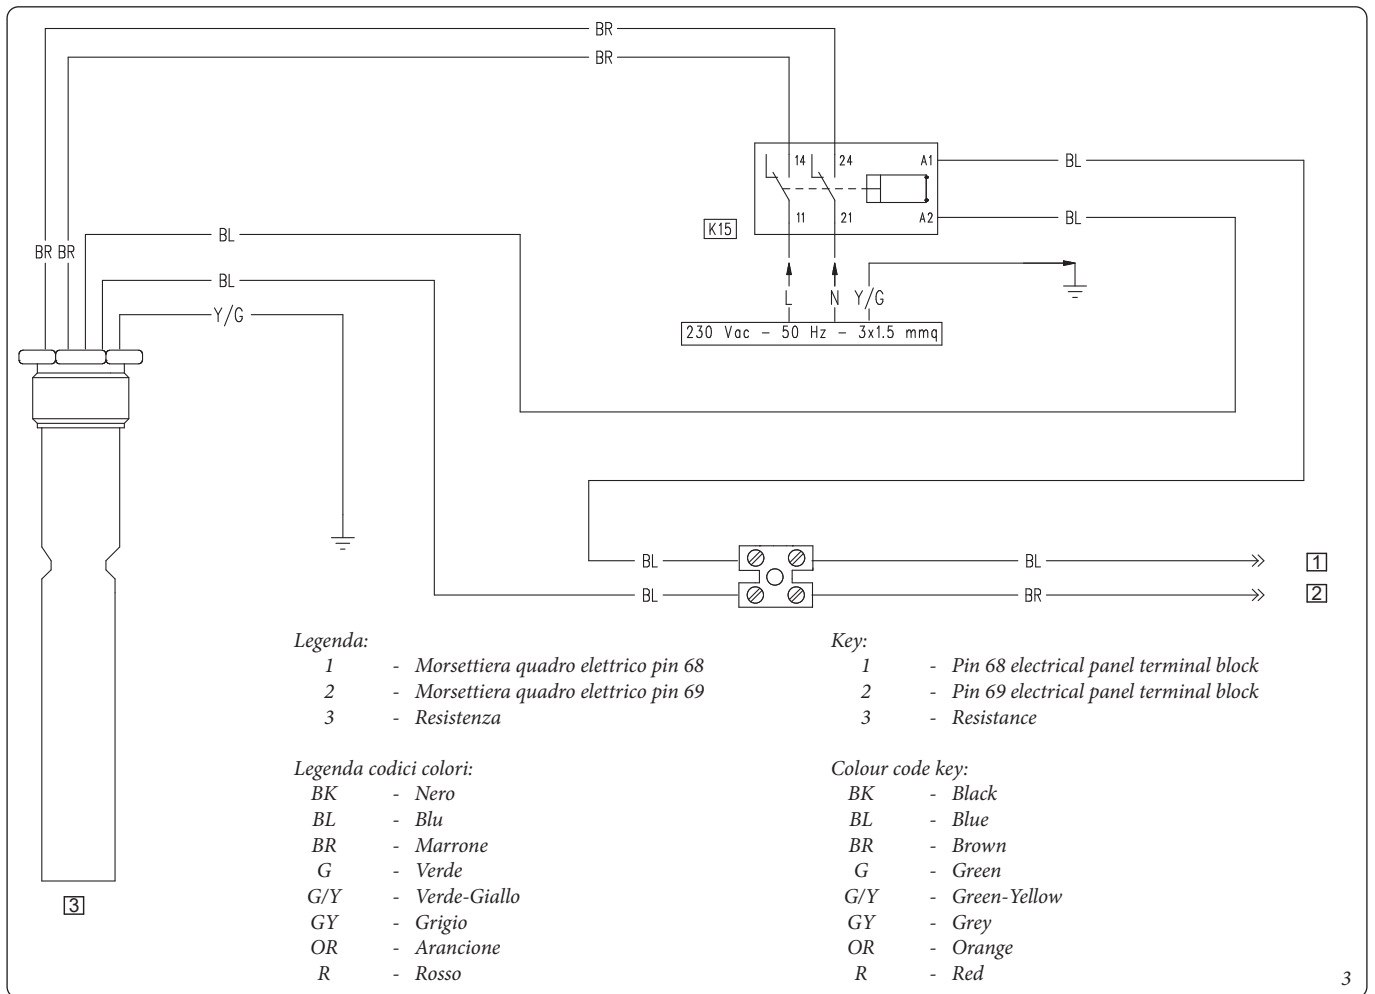 BR
BR
14 24 A1
BL
11 21 A2
BL
K15
BL
BR BR
BL
L N Y/G
Y/G
230 Vac - 50 Hz - 3x1.5 mmq
BL BL 1
BL BR 2
Legenda:
1 - Morsettiera quadro elettrico pin 68
2 - Morsettiera quadro elettrico pin 69
3 - Resistenza
Key:
1 - Pin 68 electrical panel terminal block
2 - Pin 69 electrical panel terminal block
3 - Resistance
Legenda codici colori:
BK - Nero
BL - Blu
BR - Marrone
G - Verde
G/Y - Verde-Giallo
GY - Grigio
OR - Arancione
R - Rosso
Colour code key:
BK - Black
BL - Blue
BR - Brown
G - Green
G/Y - Green-Yellow
GY - Grey
OR - Orange
R - Red
3
3